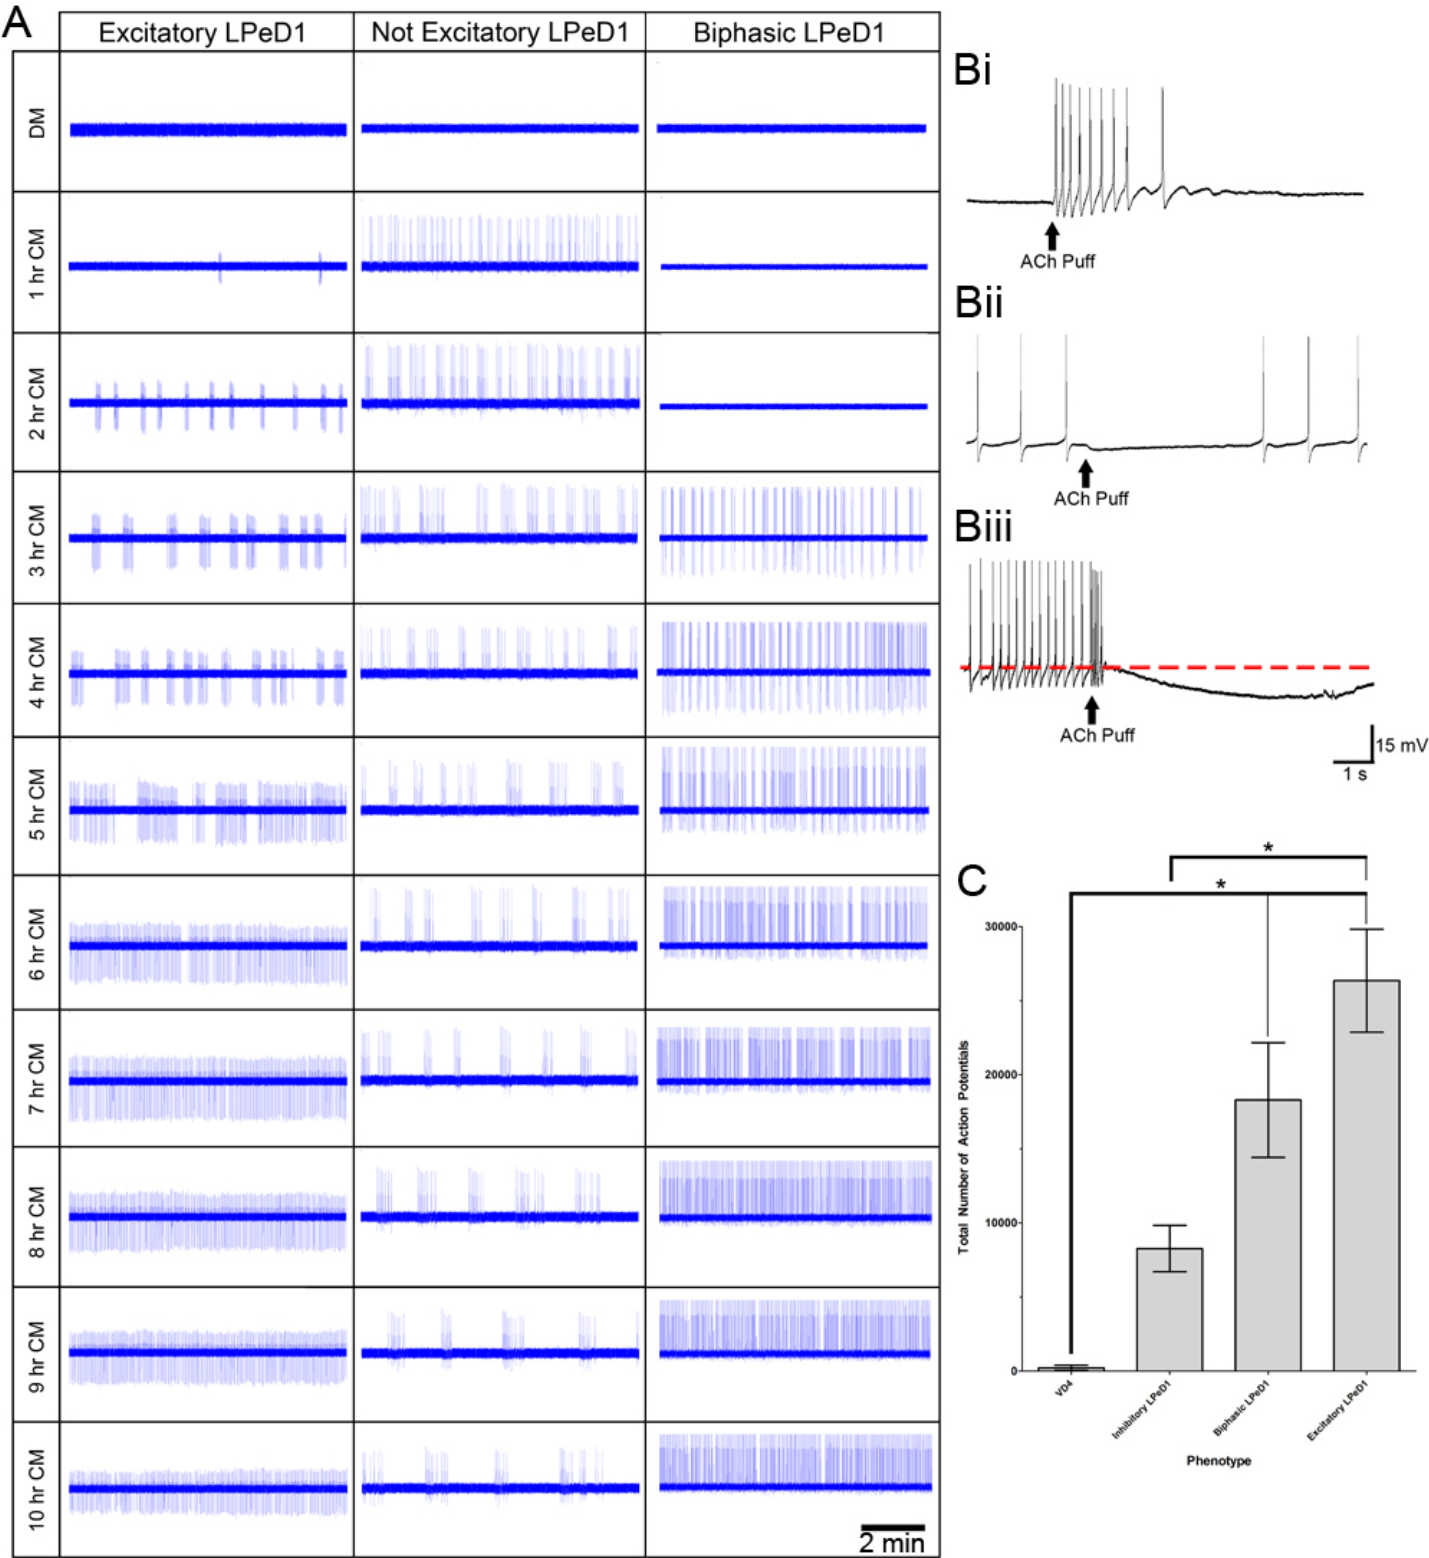 A
Excitatory LPeD1
Not Excitatory LPeD1
Biphasic LPeD1
DM
1 hr CM
2 hr CM
3 hr CM
4 hr CM
5 hr CM
6 hr CM
7 hr CM
8 hr CM
9 hr CM
10 hr CM
2 min
Bi
ACh Puff
Bii
ACh Puff
Biii
ACh Puff
15 mV
1 s
C
*
*
30000
20000
10000
0
Total Number of Action Potentials
VD4
Inhibitory LPeD1
Biphasic LPeD1
Excitatory LPeD1
Phenotype